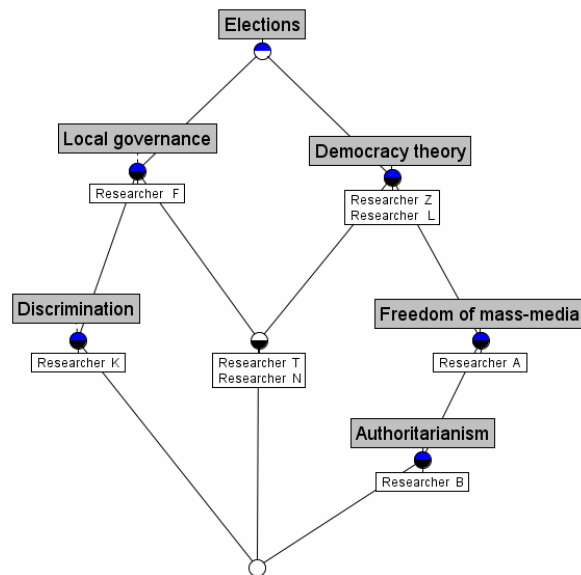 Elections
Local governance
Democracy theory
Researcher F
Researcher Z
Researcher L
Discrimination
Freedom of mass-media
Researcher K
Researcher T
Researcher N
Researcher A
Authoritarianism
Researcher B